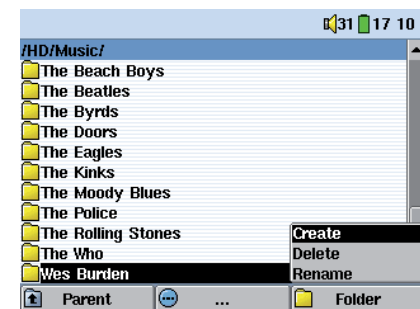 31 17 10
/HD/Music/
The Beach Boys
The Beatles
The Byrds
The Doors
The Eagles
The Kinks
The Moody Blues
The Police
The Rolling Stones
The Who
Wes Burden
Create
Delete
Rename
Parent ... Folder